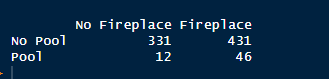 No Fireplace Fireplace
No Pool 331 431
Pool 12 46